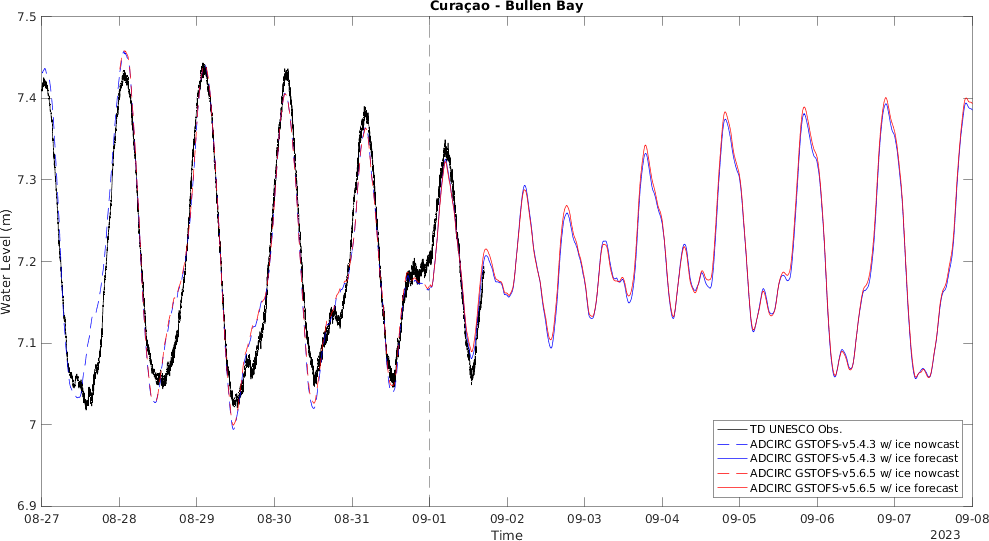 Curaçao - Bullen Bay
7.5
7.4
7.3
7.2
7.1
7
6.9
Water Level (m)
08-27 08-28 08-29 08-30 08-31 09-01 09-02 09-03 09-04 09-05 09-06 09-07 09-08
Time
2023
TD UNESCO Obs.
ADCIRC GSTOFS-v5.4.3 w/ ice nowcast
ADCIRC GSTOFS-v5.4.3 w/ ice forecast
ADCIRC GSTOFS-v5.6.5 w/ ice nowcast
ADCIRC GSTOFS-v5.6.5 w/ ice forecast